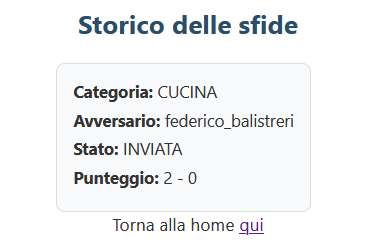 Storico delle sfide
Categoria: CUCINA
Avversario: federico_balistreri
Stato: INVIATA
Punteggio: 2 - 0
Torna alla home qui